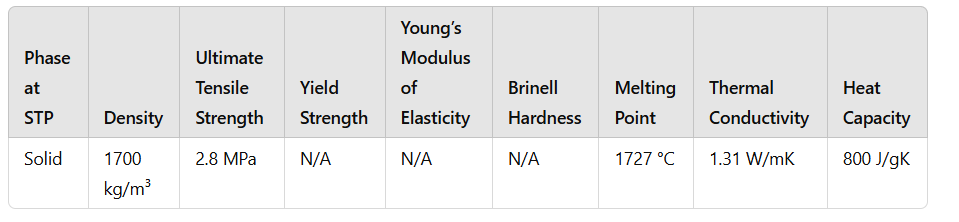 Phase at STP | Density | Ultimate Tensile Strength | Yield Strength | Young's Modulus of Elasticity | Brinell Hardness | Melting Point | Thermal Conductivity | Heat Capacity
Solid | 1700 kg/m³ | 2.8 MPa | N/A | N/A | N/A | 1727 °C | 1.31 W/mK | 800 J/gK